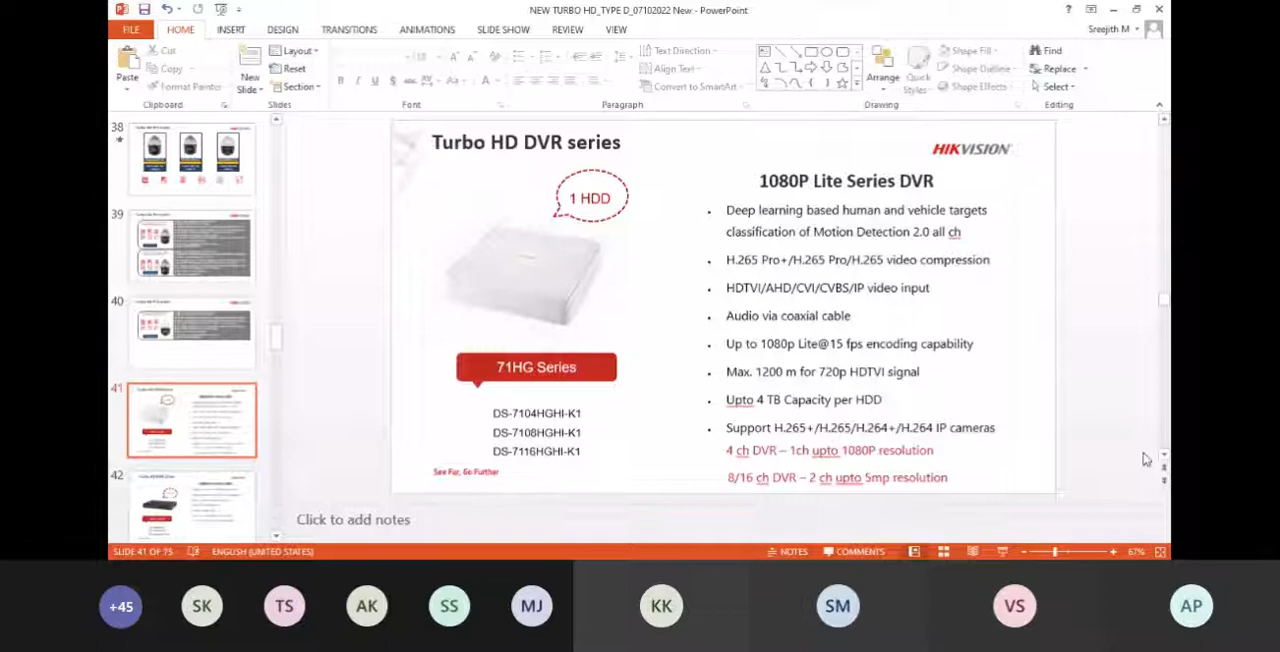 NEW TURBO HD_TYPE D_07102022 New - PowerPoint
FILE
HOME
INSERT
DESIGN
TRANSITIONS
ANIMATIONS
SLIDE SHOW
REVIEW
VIEW
Sreejith M
Paste
Cut
Copy
Format Painter
Clipboard
New Slide
Layout
Reset
Section
Slides
Font
Text Direction
Align Text
Convert to SmartArt
Paragraph
Arrange
Quick Styles
Shape Fill
Shape Outline
Shape Effects
Drawing
Find
Replace
Select
Editing
38
39
40
41
42
Turbo HD DVR series
HIKVISION
1 HDD
71HG Series
DS-7104HGHI-K1
DS-7108HGHI-K1
DS-7116HGHI-K1
See Far, Go Further
1080P Lite Series DVR
Deep learning based human and vehicle targets
classification of Motion Detection 2.0 all ch
H.265 Pro+/H.265 Pro/H.265 video compression
HDTVI/AHD/CVI/CVBS/IP video input
Audio via coaxial cable
Up to 1080p Lite@15 fps encoding capability
Max. 1200 m for 720p HDTVI signal
Upto 4 TB Capacity per HDD
Support H.265+/H.265/H.264+/H.264 IP cameras
4 ch DVR – 1ch upto 1080P resolution
8/16 ch DVR – 2 ch upto 5mp resolution
Click to add notes
SLIDE 41 OF 75
ENGLISH (UNITED STATES)
NOTES
COMMENTS
67%
+45
SK
TS
AK
SS
MJ
KK
SM
VS
AP